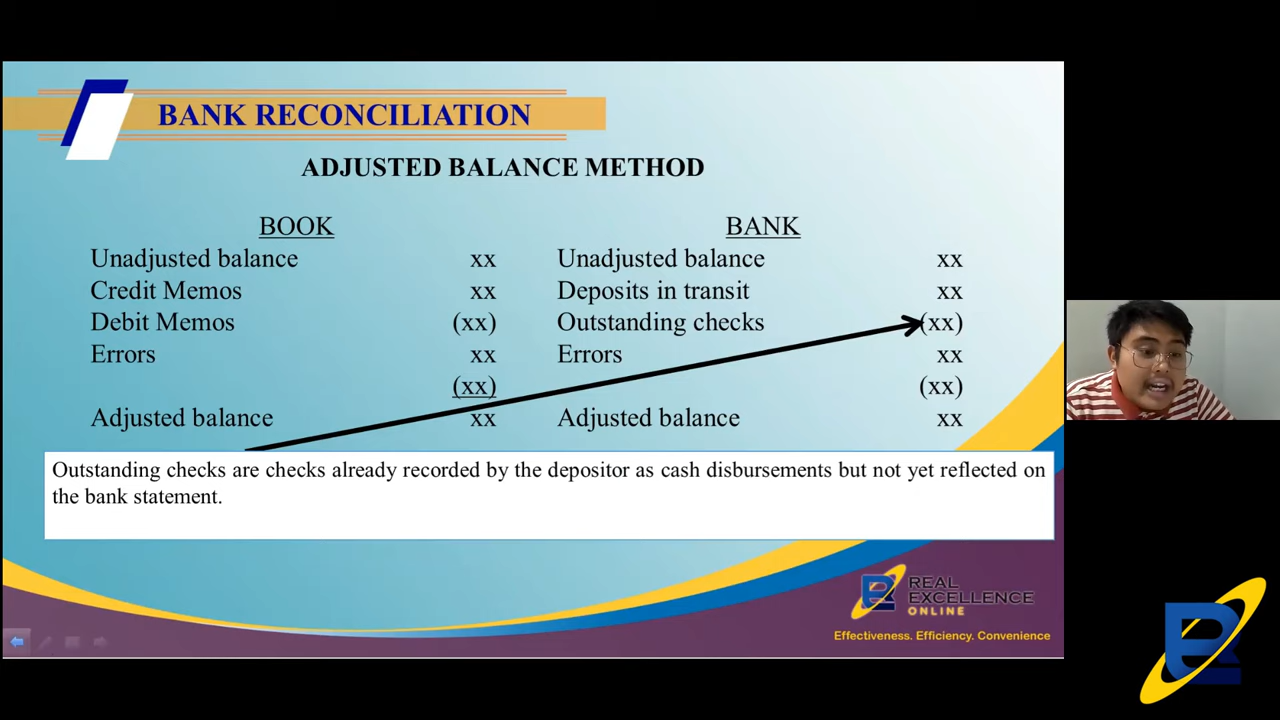 BANK RECONCILIATION
ADJUSTED BALANCE METHOD
BOOK
Unadjusted balance xx
Credit Memos xx
Debit Memos (xx)
Errors xx
(xx)
Adjusted balance xx
BANK
Unadjusted balance xx
Deposits in transit xx
Outstanding checks (xx)
Errors xx
(xx)
Adjusted balance xx
Outstanding checks are checks already recorded by the depositor as cash disbursements but not yet reflected on
the bank statement.
REAL
EXCELLENCE
ONLINE
Effectiveness. Efficiency. Convenience